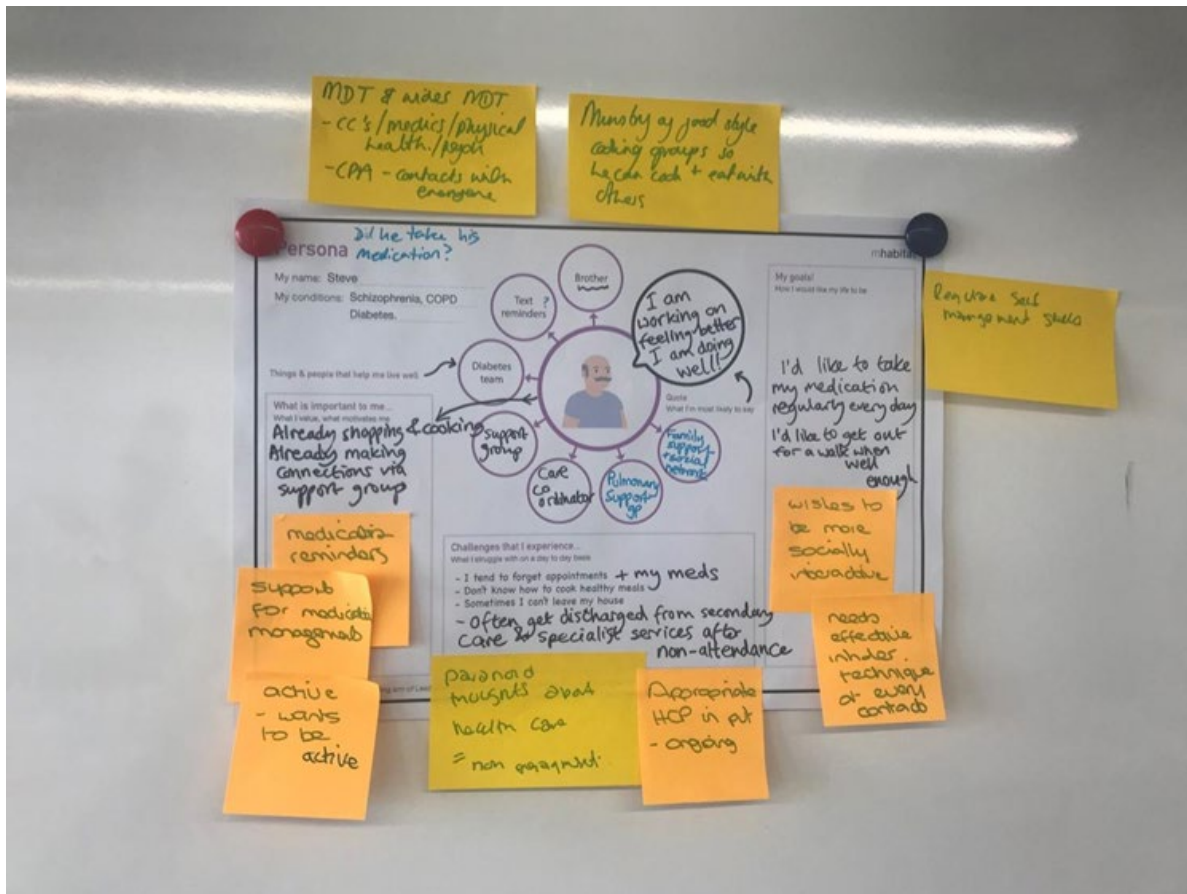 MDT & wider MDT
- CC's/medics/physical
health./psych
- CPA - contacts with
everyone
Ministry of food style
cooking groups so
he can cook + eat with
others
Persona
Did he take his
medication?
mhabita
My name: Steve
My conditions: Schizophrenia, COPD
Diabetes.
Things & people that help me live well.
Brother
Text ?
reminders
Diabetes
team
Support
group
Care
co
ordinator
Pulmonary
Support
gp
Family
support
+ social
network
I am
working on
feeling better
I am doing
well!
Quote
What I'm most likely to say
My goals!
How I would like my life to be
I'd like to take
my medication
regularly every day
I'd like to get out
for a walk when
well
enough
Require self
management skills
What is important to me...
What I value, what motivates me
Already shopping & cooking
Already making
connections via
support group
medication
reminders
support
for medication
management
active
- wants
to be
active
Challenges that I experience...
What I struggle with on a day to day basis
- I tend to forget appointments + my meds
- Don't know how to cook healthy meals
- Sometimes I can't leave my house
- Often get discharged from secondary
care & specialist services after
non-attendance
paranoid
thoughts about
health care
= non
Appropriate
HCP in put
- ongoing
wishes to
be more
socially
interactive
needs
effective
inhaler
technique
at every
contact
ing arm of Leed